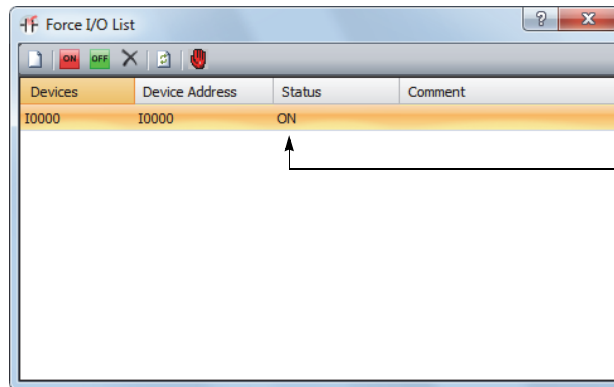 Force I/O List
?
X
ON OFF
Devices Device Address Status Comment
I0000 I0000 ON